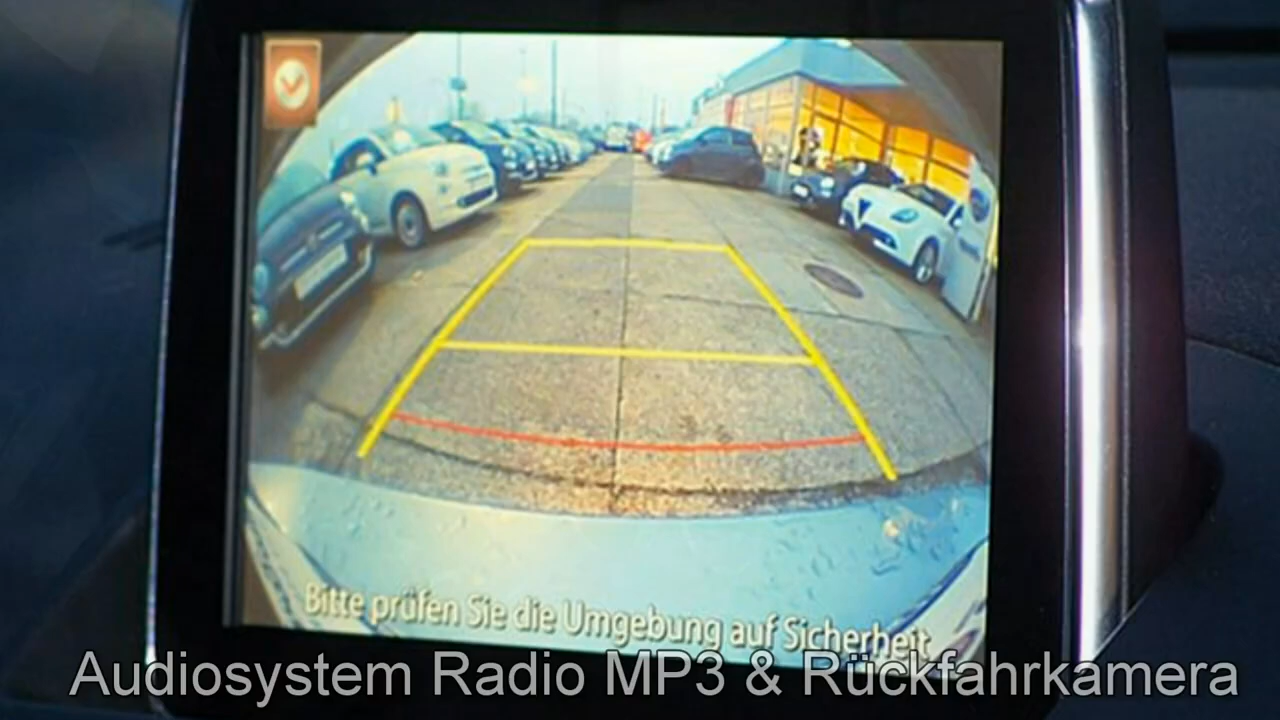 Bitte prüfen Sie die Umgebung auf Sicherheit
Audiosystem Radio MP3 & Rückfahrkamera